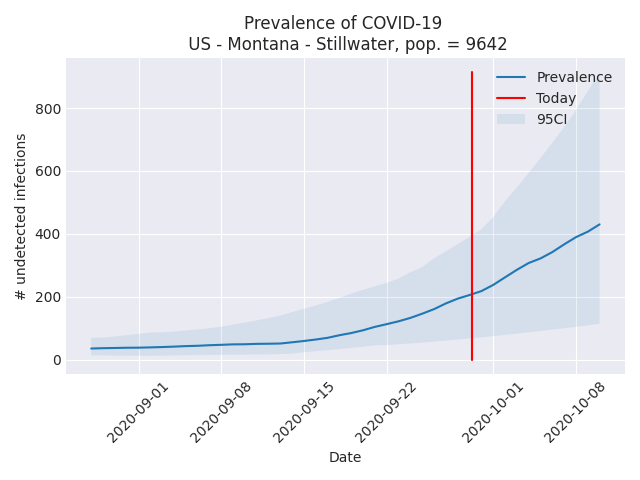 Prevalence of COVID-19
US - Montana - Stillwater, pop. = 9642
Prevalence
Today
95CI
# undetected infections
800
600
400
200
0
2020-09-01
2020-09-08
2020-09-15
2020-09-22
2020-10-01
2020-10-08
Date